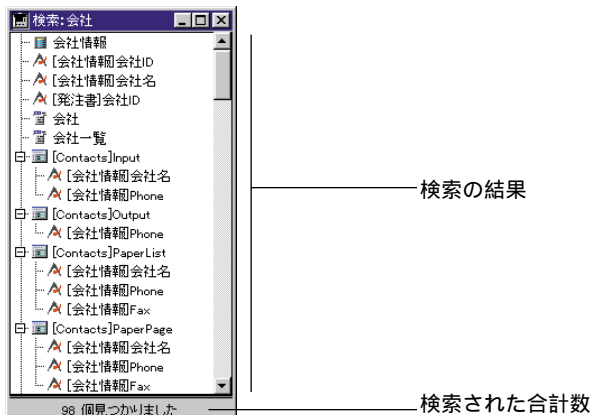 検索:会社
会社情報
[会社情報]会社ID
[会社情報]会社名
[発注書]会社ID
会社
会社一覧
[Contacts]Input
[会社情報]会社名
[会社情報]Phone
[Contacts]Output
[会社情報]Phone
[Contacts]PaperList
[会社情報]会社名
[会社情報]Phone
[会社情報]Fax
[Contacts]PaperPage
[会社情報]会社名
[会社情報]Phone
[会社情報]Fax
98 個見つかりました
検索の結果
検索された合計数